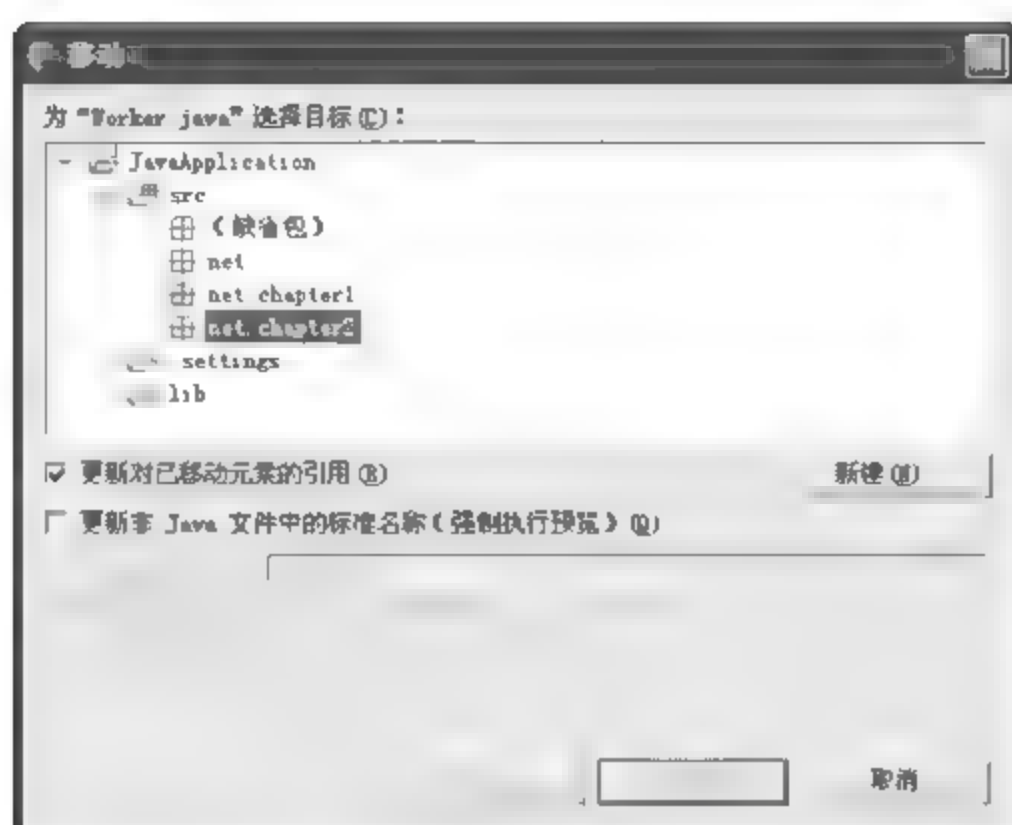 移动
为 "Worker java" 选择目标(C)：
JavaApplication
src
（缺省包）
net
net chapter1
net.chapter2
settings
lib
更新对已移动元素的引用(R)
新建(N)
更新非 Java 文件中的标准名称（强制执行预览）(Q)
取消